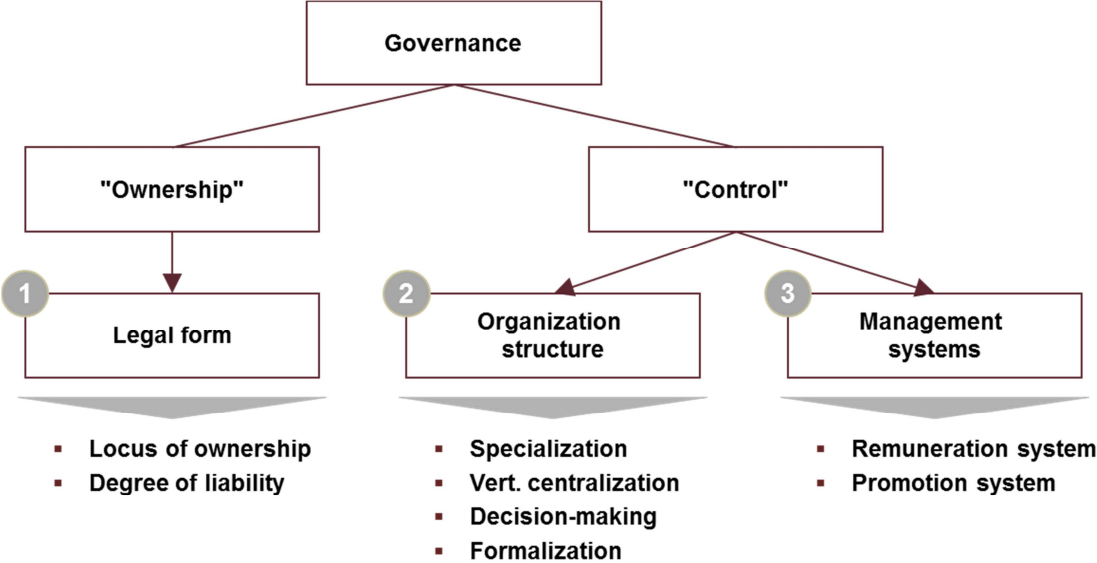 Governance
"Ownership"
"Control"
1
Legal form
2
Organization
structure
3
Management
systems
▪ Locus of ownership
▪ Degree of liability
▪ Specialization
▪ Vert. centralization
▪ Decision-making
▪ Formalization
▪ Remuneration system
▪ Promotion system